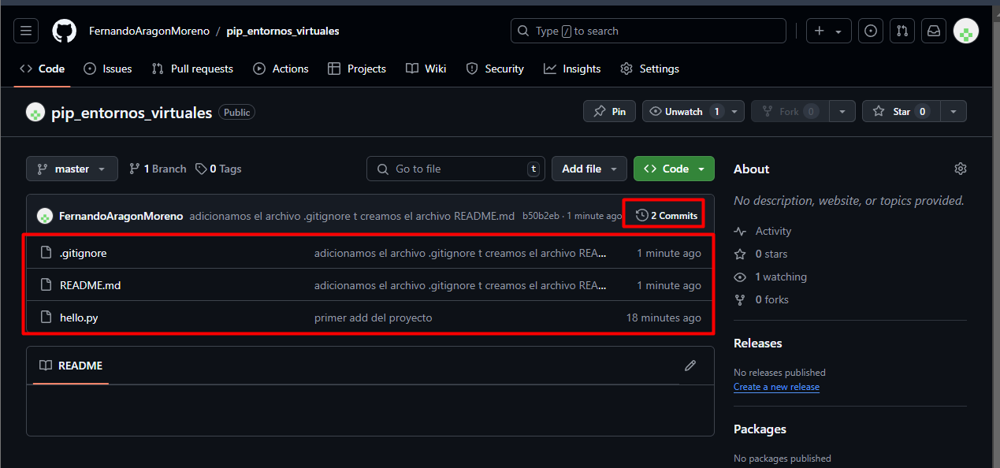 FernandoAragonMoreno / pip_entornos_virtuales Type / to search
Code Issues Pull requests Actions Projects Wiki Security Insights Settings
pip_entornos_virtuales Public Pin Unwatch 1 Fork 0 Star 0
master 1 Branch 0 Tags Go to file t Add file Code
FernandoAragonMoreno adicionamos el archivo .gitignore t creamos el archivo README.md b50b2eb · 1 minute ago 2 Commits
.gitignore adicionamos el archivo .gitignore t creamos el archivo REA... 1 minute ago
README.md adicionamos el archivo .gitignore t creamos el archivo REA... 1 minute ago
hello.py primer add del proyecto 18 minutes ago
README
About
No description, website, or topics provided.
Activity
0 stars
1 watching
0 forks
Releases
No releases published
Create a new release
Packages
No packages published